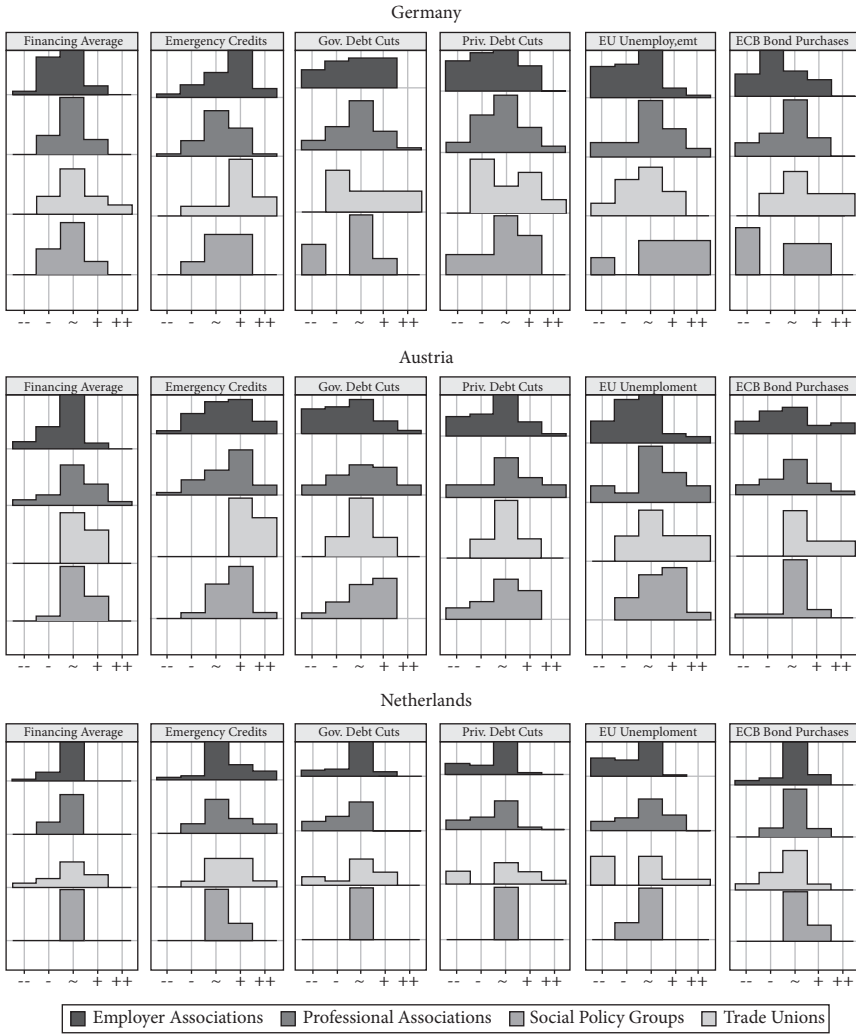 Germany
Financing Average Emergency Credits Gov. Debt Cuts Priv. Debt Cuts EU Unemploy,emt ECB Bond Purchases
-- - ~ + ++ -- - ~ + ++ -- - ~ + ++ -- - ~ + ++ -- - ~ + ++ -- - ~ + ++
Austria
Financing Average Emergency Credits Gov. Debt Cuts Priv. Debt Cuts EU Unemploment ECB Bond Purchases
-- - ~ + ++ -- - ~ + ++ -- - ~ + ++ -- - ~ + ++ -- - ~ + ++ -- - ~ + ++
Netherlands
Financing Average Emergency Credits Gov. Debt Cuts Priv. Debt Cuts EU Unemploment ECB Bond Purchases
-- - ~ + ++ -- - ~ + ++ -- - ~ + ++ -- - ~ + ++ -- - ~ + ++ -- - ~ + ++
Employer Associations Professional Associations Social Policy Groups Trade Unions